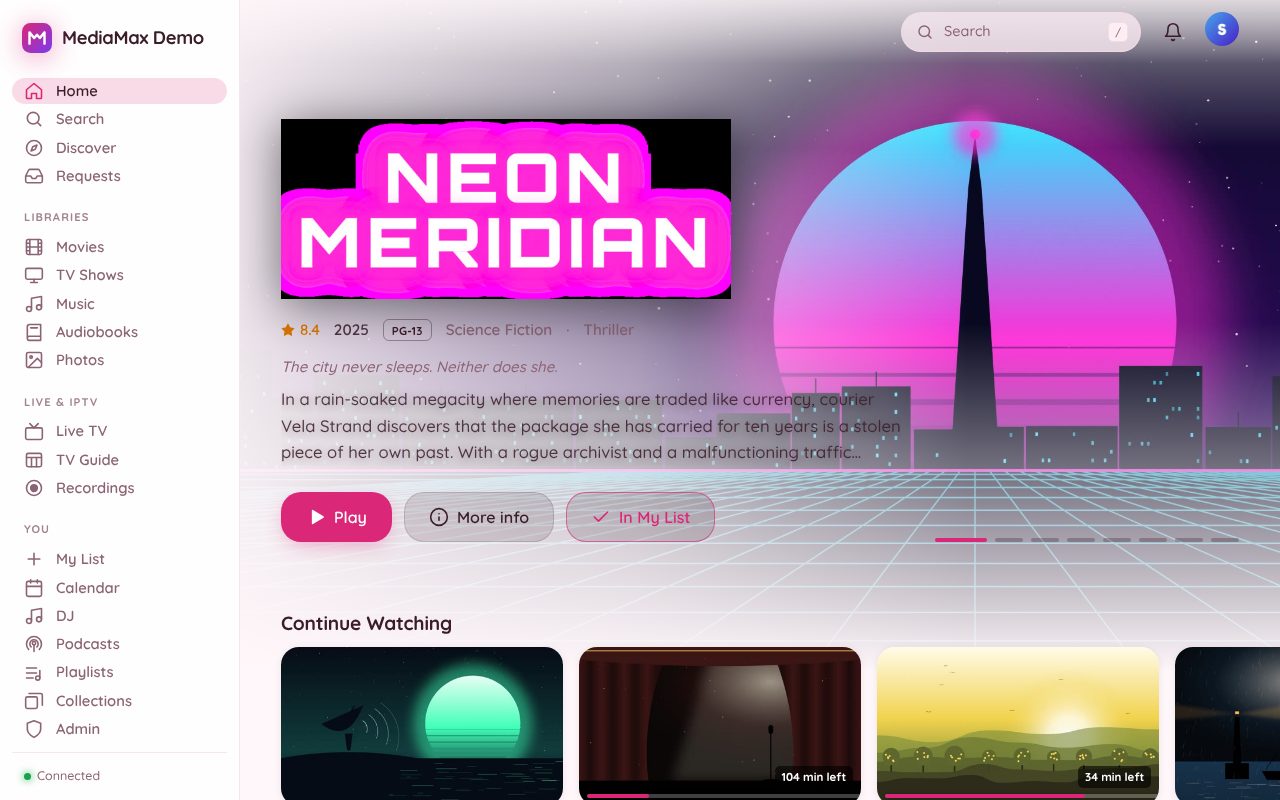 MediaMax Demo
Search
/
S
Home
Search
Discover
Requests
LIBRARIES
Movies
TV Shows
Music
Audiobooks
Photos
LIVE & IPTV
Live TV
TV Guide
Recordings
YOU
My List
Calendar
DJ
Podcasts
Playlists
Collections
Admin
Connected
NEON
MERIDIAN
8.4 2025 PG-13 Science Fiction · Thriller
The city never sleeps. Neither does she.
In a rain-soaked megacity where memories are traded like currency, courier
Vela Strand discovers that the package she has carried for ten years is a stolen
piece of her own past. With a rogue archivist and a malfunctioning traffic...
Play More info In My List
Continue Watching
104 min left
34 min left